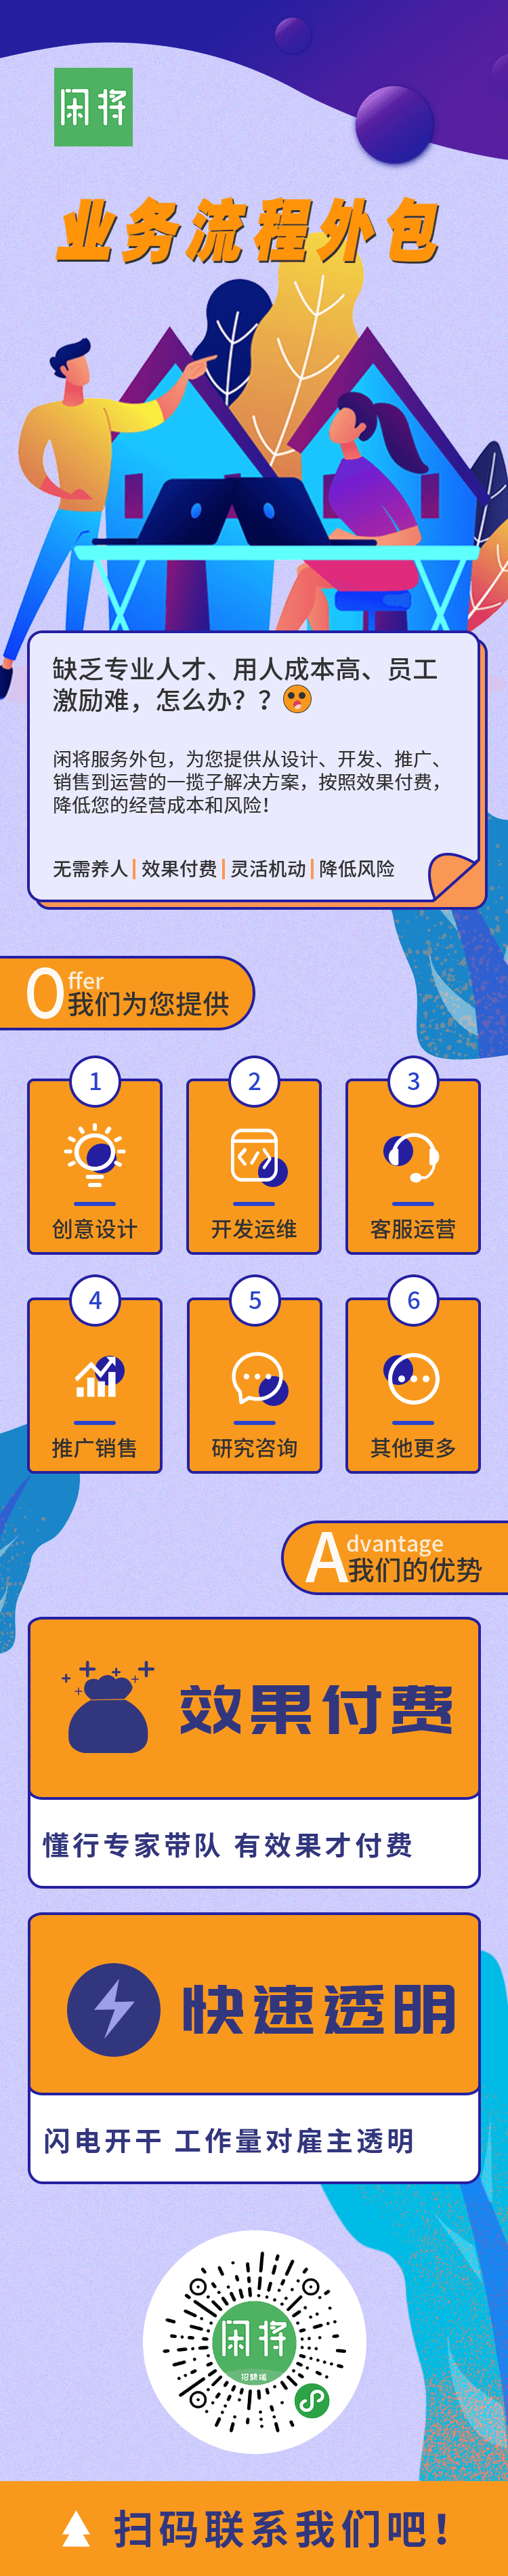 闲将
业务流程外包
缺乏专业人才、用人成本高、员工
激励难，怎么办？？
闲将服务外包，为您提供从设计、开发、推广、
销售到运营的一揽子解决方案，按照效果付费，
降低您的经营成本和风险！
无需养人|效果付费|灵活机动|降低风险
Offer
我们为您提供
1
2
3
创意设计
开发运维
客服运营
4
5
6
推广销售
研究咨询
其他更多
Advantage
我们的优势
效果付费
懂行专家带队 有效果才付费
快速透明
闪电开干 工作量对雇主透明
闲将
招聘端
扫码联系我们吧！